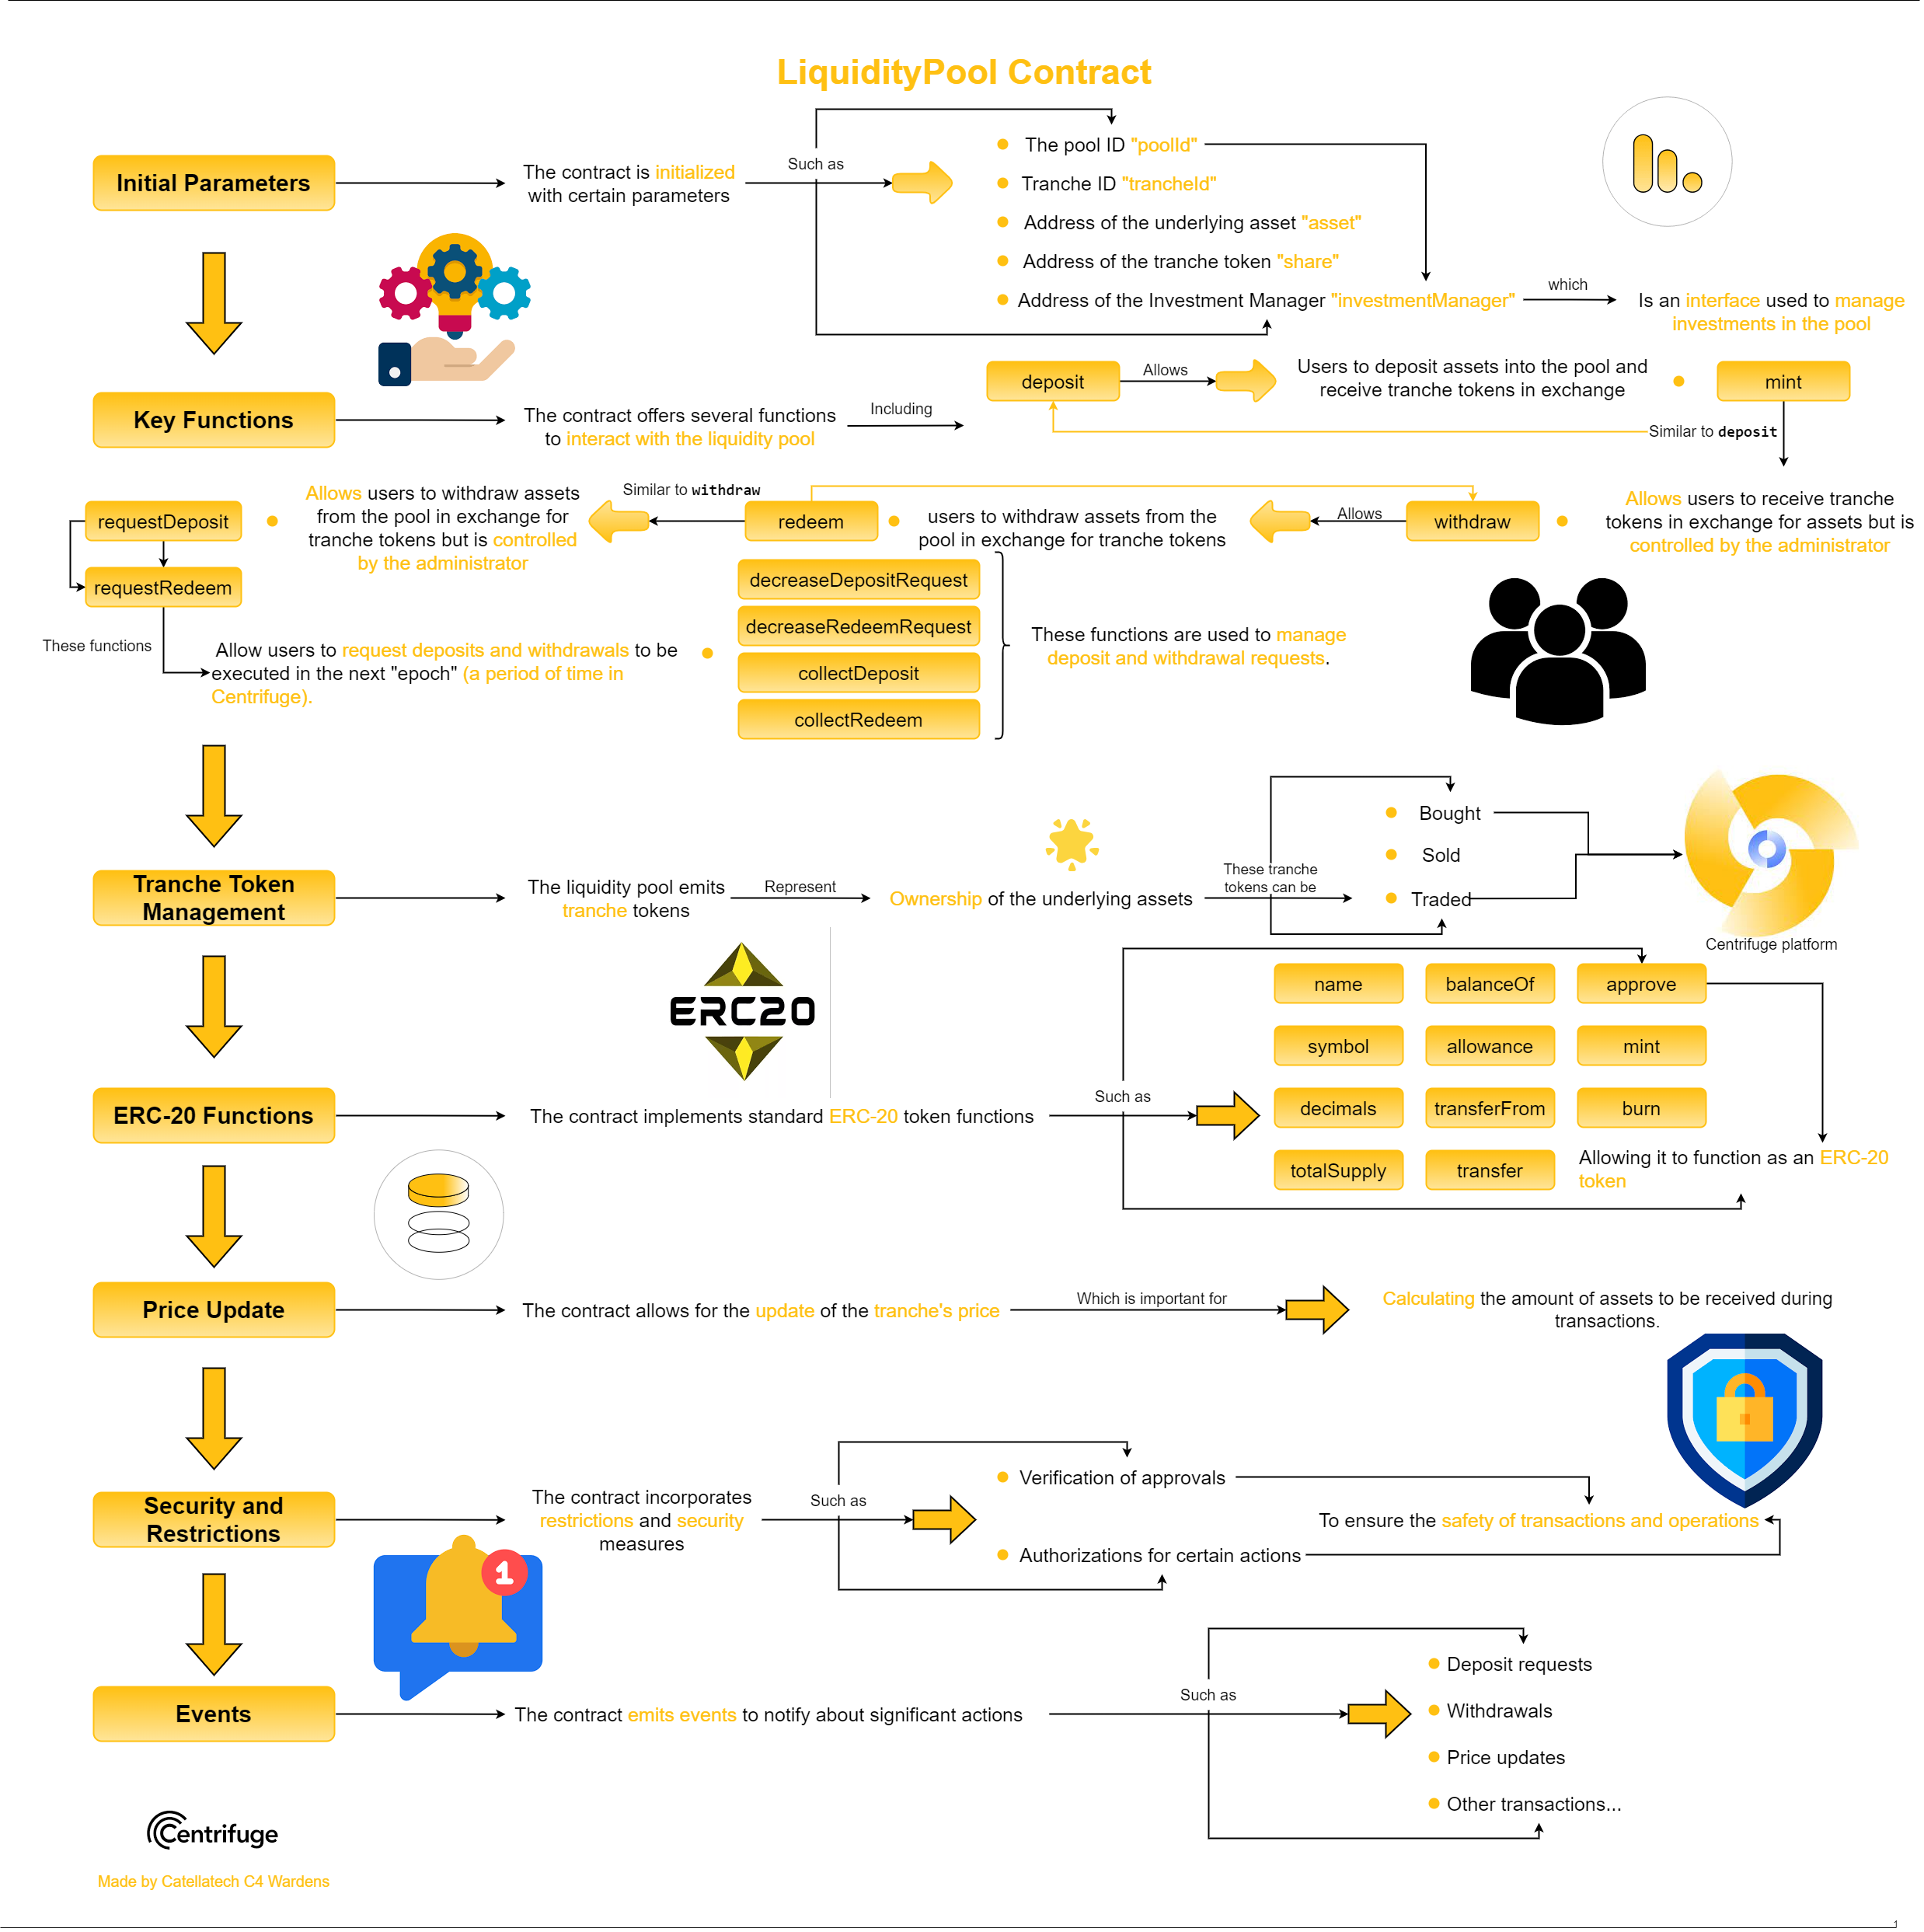 LiquidityPool Contract
Initial Parameters
The contract is initialized
with certain parameters
Such as
The pool ID "poolId"
Tranche ID "trancheId"
Address of the underlying asset "asset"
Address of the tranche token "share"
Address of the Investment Manager "investmentManager"
which
Is an interface used to manage
investments in the pool
Key Functions
The contract offers several functions
to interact with the liquidity pool
Including
deposit
Allows
Users to deposit assets into the pool and
receive tranche tokens in exchange
mint
Similar to deposit
Allows users to receive tranche
tokens in exchange for assets but is
controlled by the administrator
withdraw
Allows
users to withdraw assets from the
pool in exchange for tranche tokens
redeem
Similar to withdraw
Allows users to withdraw assets
from the pool in exchange for
tranche tokens but is controlled
by the administrator
requestDeposit
requestRedeem
These functions
Allow users to request deposits and withdrawals to be
executed in the next "epoch" (a period of time in
Centrifuge).
decreaseDepositRequest
decreaseRedeemRequest
collectDeposit
collectRedeem
These functions are used to manage
deposit and withdrawal requests.
Tranche Token
Management
The liquidity pool emits
tranche tokens
Represent
Ownership of the underlying assets
These tranche
tokens can be
Bought
Sold
Traded
Centrifuge platform
ERC20
ERC-20 Functions
The contract implements standard ERC-20 token functions
Such as
name
balanceOf
approve
symbol
allowance
mint
decimals
transferFrom
burn
totalSupply
transfer
Allowing it to function as an ERC-20
token
Price Update
The contract allows for the update of the tranche's price
Which is important for
Calculating the amount of assets to be received during
transactions.
Security and
Restrictions
The contract incorporates
restrictions and security
measures
Such as
Verification of approvals
Authorizations for certain actions
To ensure the safety of transactions and operations
1
Events
The contract emits events to notify about significant actions
Such as
Deposit requests
Withdrawals
Price updates
Other transactions...
Centrifuge
Made by Catellatech C4 Wardens
1